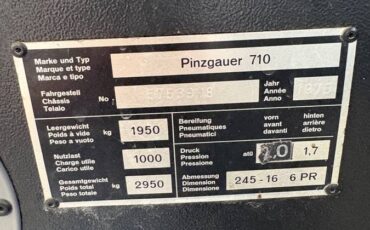 Marke und Typ
Marque et type
Marca e tipo
Pinzgauer 710
Fahrgestell
Châssis
Telaio
No
Jahr
Année
Anno
Leergewicht
Poids à vide
Peso a vuoto
kg
1950
Nutzlast
Charge utile
Carico utile
1000
Gesamtgewicht
Poids total
Peso totale
kg
2950
Bereifung
Pneumatiques
Pneumatici
vorn
avant
davanti
hinten
arrière
dietro
Druck
Pression
Pressione
atü
1,7
Abmessung
Dimension
Dimensione
245-16 6 PR